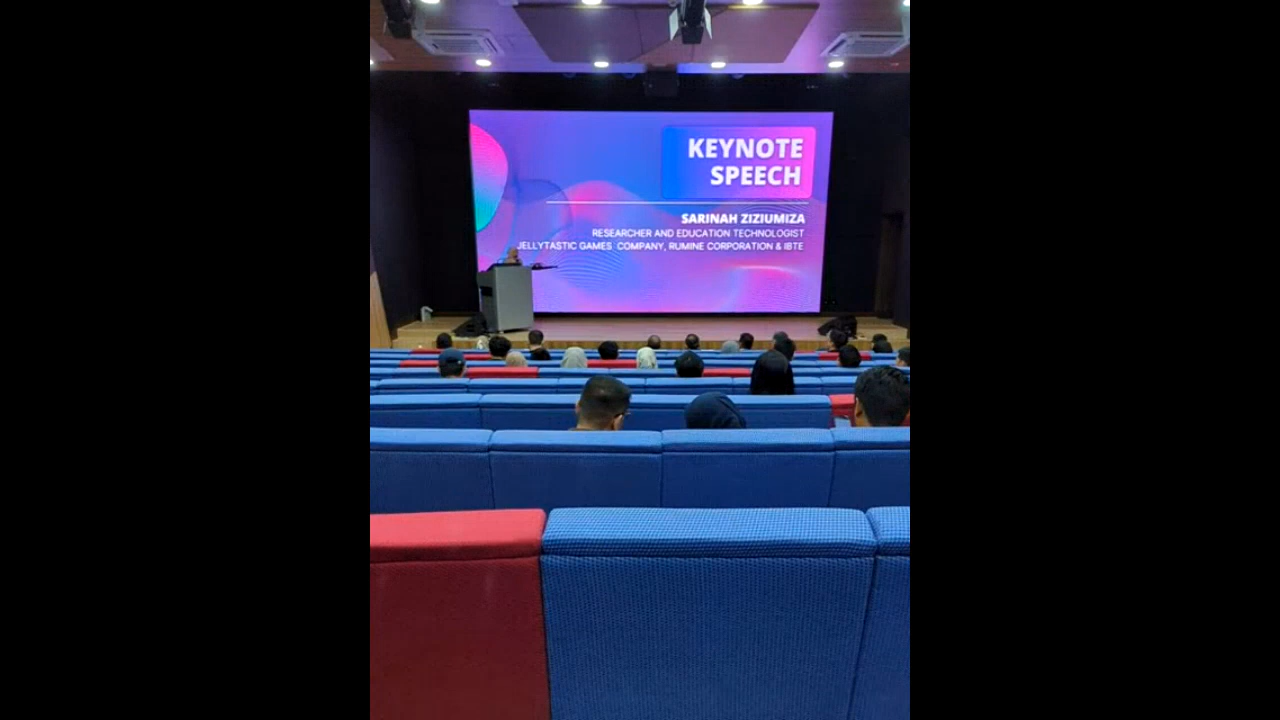 KEYNOTE
SPEECH
SARINAH ZIZIUMIZA
RESEARCHER AND EDUCATION TECHNOLOGIST
JELLYTASTIC GAMES COMPANY, RUMINE CORPORATION & IBTE